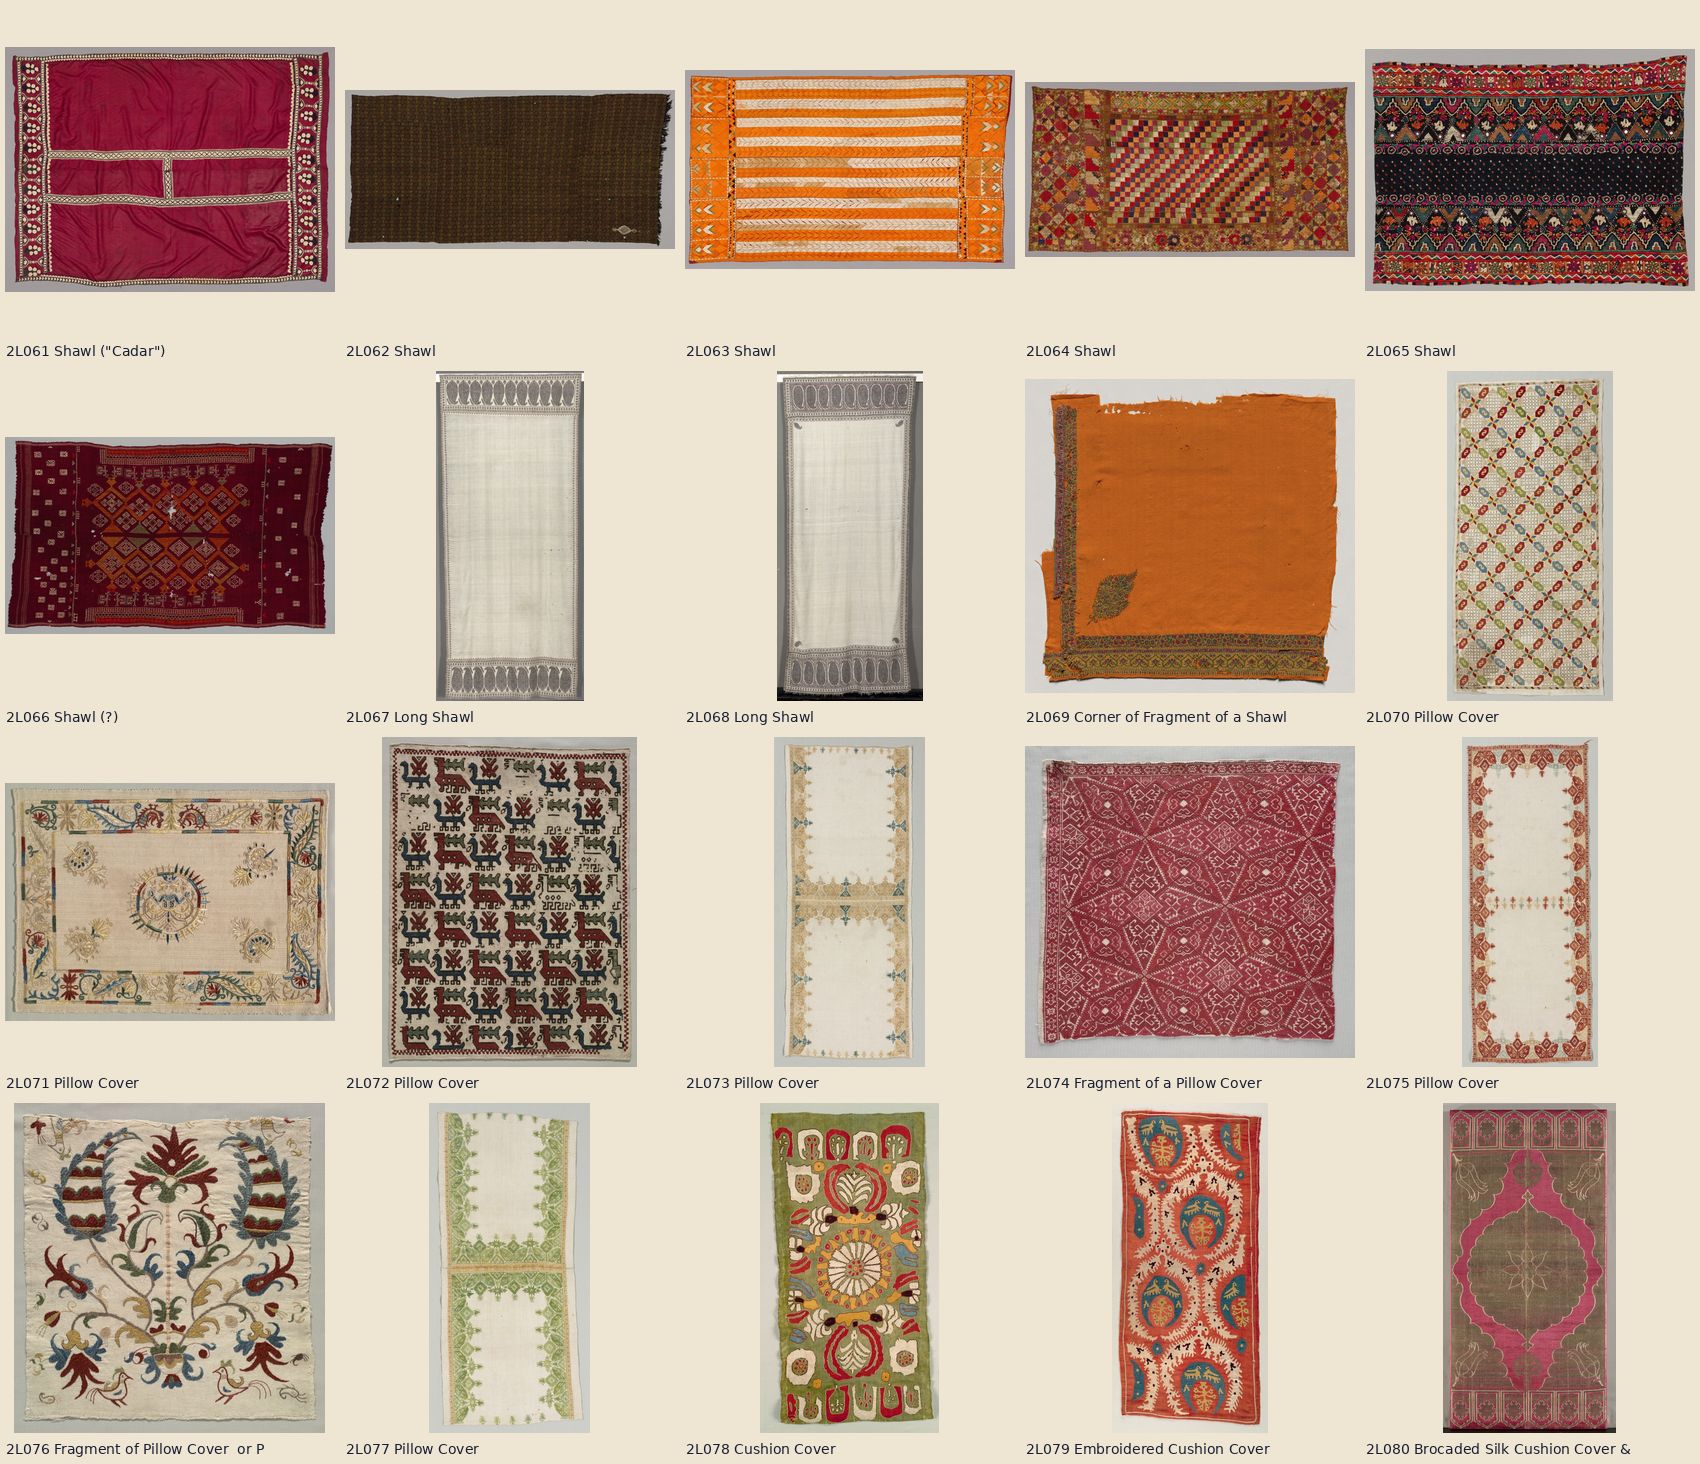 2L061 Shawl ("Cadar")
2L062 Shawl
2L063 Shawl
2L064 Shawl
2L065 Shawl
2L066 Shawl (?)
2L067 Long Shawl
2L068 Long Shawl
2L069 Corner of Fragment of a Shawl
2L070 Pillow Cover
2L071 Pillow Cover
2L072 Pillow Cover
2L073 Pillow Cover
2L074 Fragment of a Pillow Cover
2L075 Pillow Cover
2L076 Fragment of Pillow Cover  or P
2L077 Pillow Cover
2L078 Cushion Cover
2L079 Embroidered Cushion Cover
2L080 Brocaded Silk Cushion Cover &